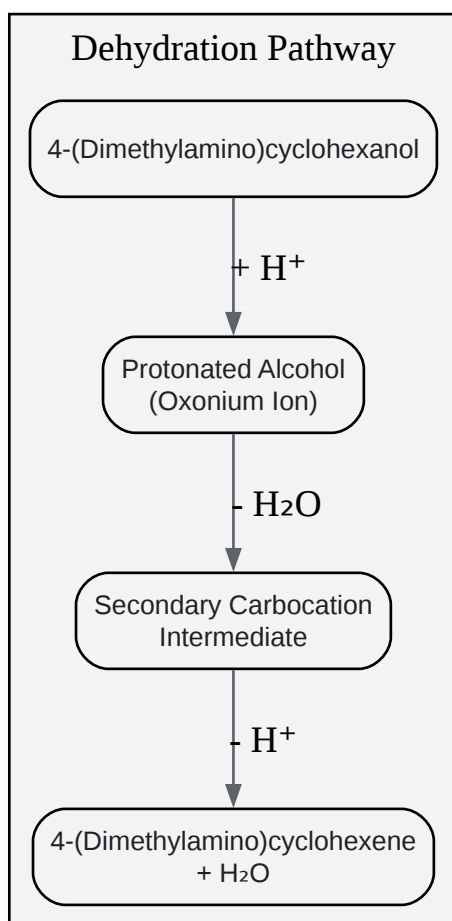 Dehydration Pathway
4-(Dimethylamino)cyclohexanol
+ H⁺
Protonated Alcohol
(Oxonium Ion)
- H₂O
Secondary Carbocation
Intermediate
- H⁺
4-(Dimethylamino)cyclohexene
+ H₂O